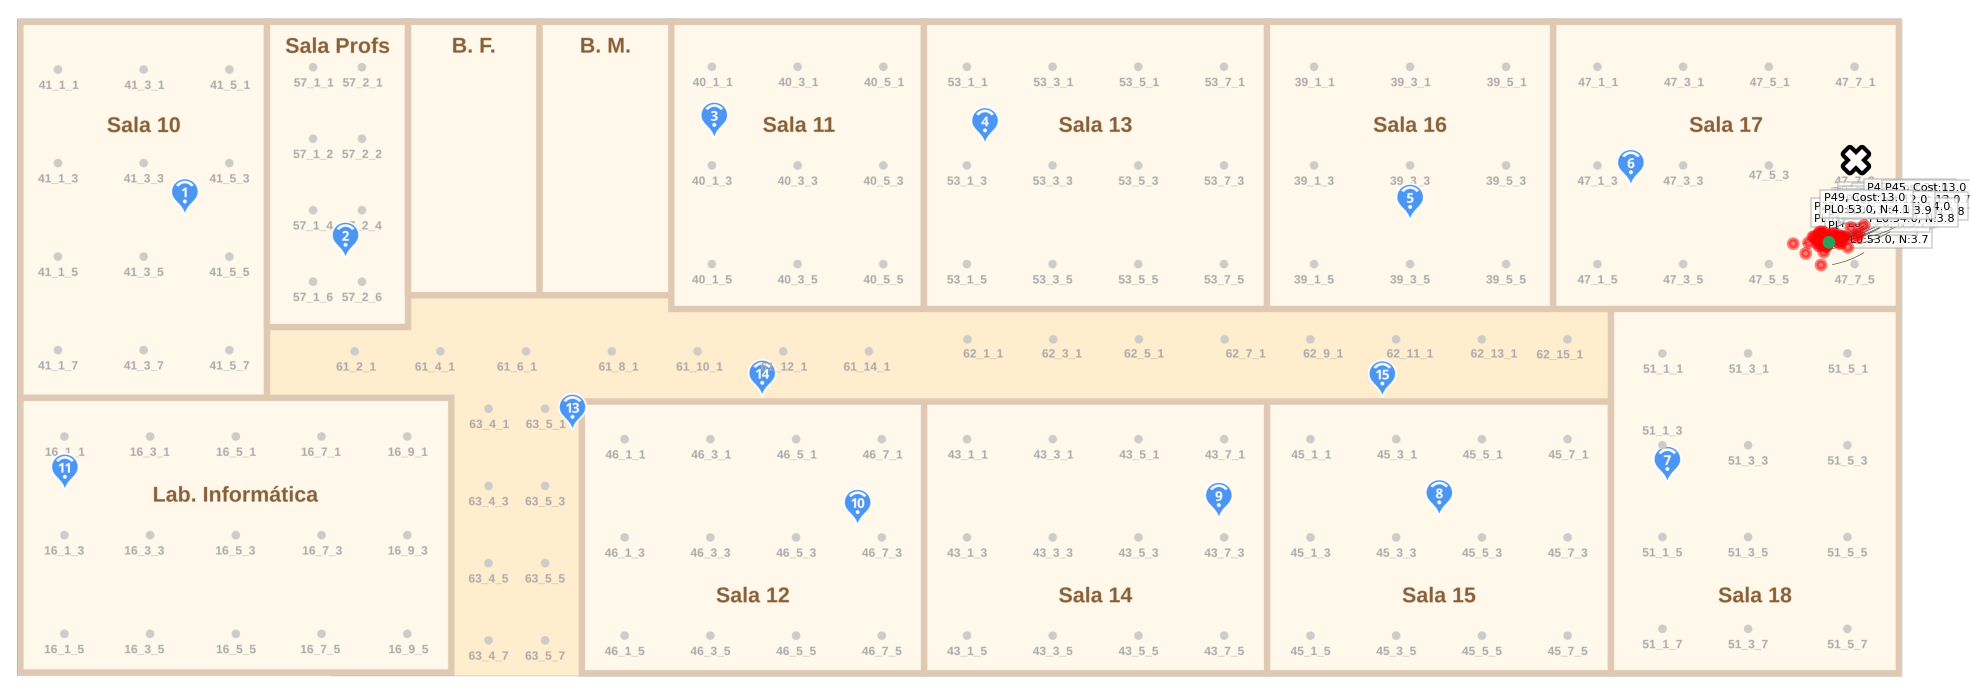 Sala Profs
B. F.
B. M.
57_1_1 57_2_1
40_1_1 40_3_1 40_5_1
53_1_1 53_3_1 53_5_1 53_7_1
39_1_1 39_3_1 39_5_1
47_1_1 47_3_1 47_5_1 47_7_1
41_1_1 41_3_1 41_5_1
3
4
Sala 10
Sala 11
Sala 13
Sala 16
Sala 17
57_1_2 57_2_2
6
41_1_3 41_3_3 41_5_3
40_1_3 40_3_3 40_5_3
53_1_3 53_3_3 53_5_3 53_7_3
39_1_3 39_3_3 39_5_3
47_1_3 47_3_3 47_5_3
1
5
P45, Cost:13.0
P49, Cost:13.0
PL0:53.0, N:4.1
N:3.8
N:3.7
57_1_4
2
41_1_5 41_3_5 41_5_5
40_1_5 40_3_5 40_5_5
53_1_5 53_3_5 53_5_5 53_7_5
39_1_5 39_3_5 39_5_5
47_1_5 47_3_5 47_5_5 47_7_5
57_1_6 57_2_6
62_1_1 62_3_1 62_5_1 62_7_1 62_9_1 62_11_1 62_13_1 62_15_1
41_1_7 41_3_7 41_5_7
61_2_1 61_4_1 61_6_1 61_8_1 61_10_1 61_12_1 61_14_1
51_1_1 51_3_1 51_5_1
14
15
13
63_4_1 63_5_1
51_1_3
16_1_1 16_3_1 16_5_1 16_7_1 16_9_1
46_1_1 46_3_1 46_5_1 46_7_1
43_1_1 43_3_1 43_5_1 43_7_1
45_1_1 45_3_1 45_5_1 45_7_1
7
51_3_3 51_5_3
11
Lab. Informática
63_4_3 63_5_3
10
9
8
16_1_3 16_3_3 16_5_3 16_7_3 16_9_3
46_1_3 46_3_3 46_5_3 46_7_3
43_1_3 43_3_3 43_5_3 43_7_3
45_1_3 45_3_3 45_5_3 45_7_3
51_1_5 51_3_5 51_5_5
63_4_5 63_5_5
Sala 12
Sala 14
Sala 15
Sala 18
16_1_5 16_3_5 16_5_5 16_7_5 16_9_5
63_4_7 63_5_7
46_1_5 46_3_5 46_5_5 46_7_5
43_1_5 43_3_5 43_5_5 43_7_5
45_1_5 45_3_5 45_5_5 45_7_5
51_1_7 51_3_7 51_5_7